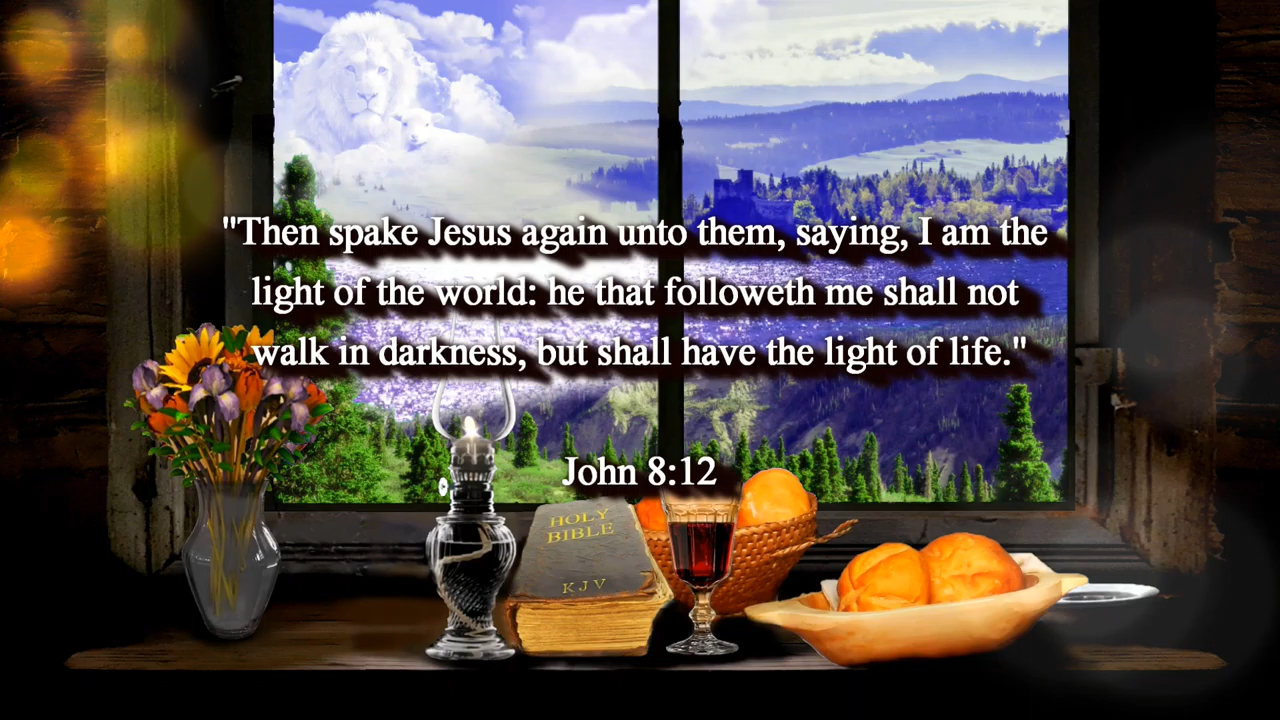 "Then spake Jesus again unto them, saying, I am the
light of the world: he that followeth me shall not
walk in darkness, but shall have the light of life."
John 8:12
HOLY
BIBLE
KJV